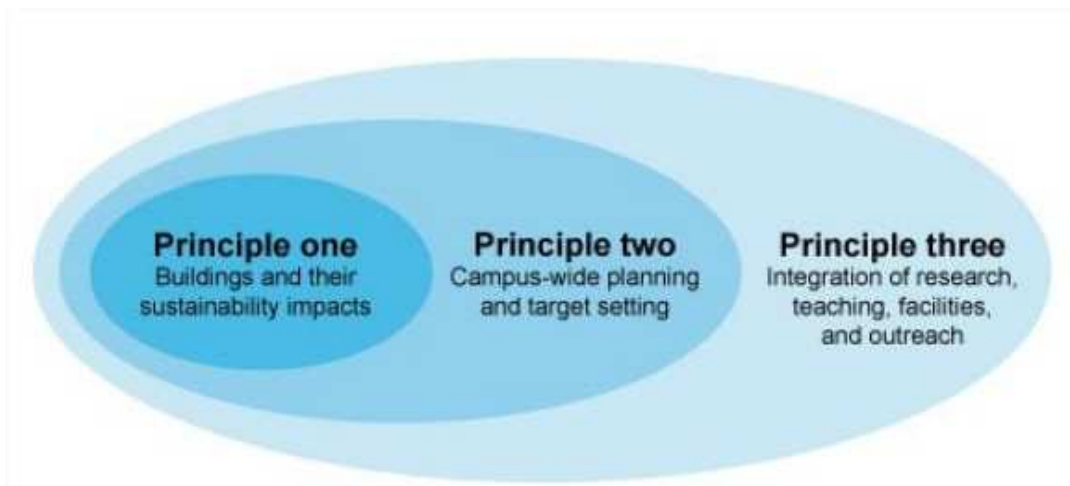 Principle one
Buildings and their
sustainability impacts
Principle two
Campus-wide planning
and target setting
Principle three
Integration of research,
teaching, facilities,
and outreach